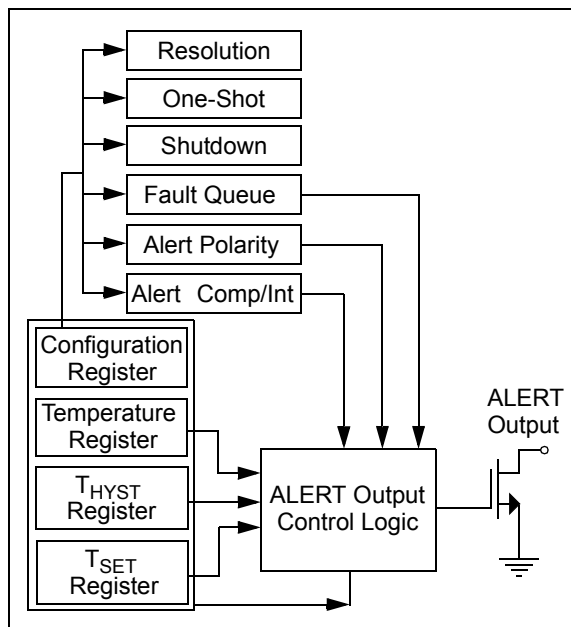 Resolution
One-Shot
Shutdown
Fault Queue
Alert Polarity
Alert Comp/Int
Configuration
Register
Temperature
Register
THYST
Register
TSET
Register
ALERT Output
Control Logic
ALERT
Output